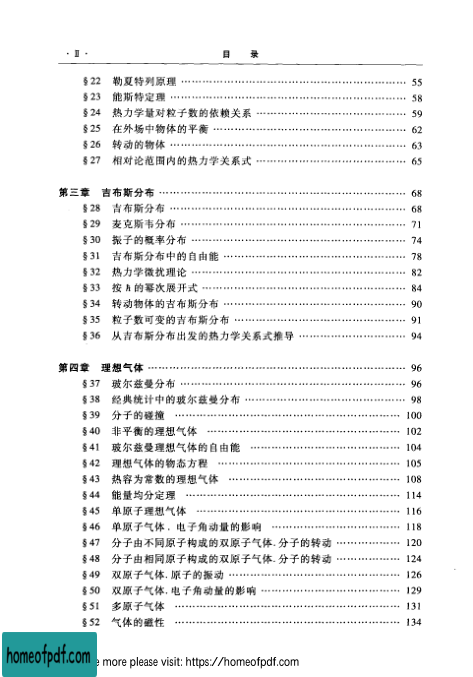 · II ·
目 录
§22 勒夏特列原理 …… 55
§23 能斯特定理 …… 58
§24 热力学量对粒子数的依赖关系 …… 59
§25 在外场中物体的平衡 …… 62
§26 转动的物体 …… 63
§27 相对论范围内的热力学关系式 …… 65
第三章 吉布斯分布 …… 68
§28 吉布斯分布 …… 68
§29 麦克斯韦分布 …… 71
§30 振子的概率分布 …… 74
§31 吉布斯分布中的自由能 …… 78
§32 热力学微扰理论 …… 82
§33 按 ħ 的幂次展开式 …… 84
§34 转动物体的吉布斯分布 …… 90
§35 粒子数可变的吉布斯分布 …… 91
§36 从吉布斯分布出发的热力学关系式推导 …… 94
第四章 理想气体 …… 96
§37 玻尔兹曼分布 …… 96
§38 经典统计中的玻尔兹曼分布 …… 98
§39 分子的碰撞 …… 100
§40 非平衡的理想气体 …… 102
§41 玻尔兹曼理想气体的自由能 …… 104
§42 理想气体的物态方程 …… 105
§43 热容为常数的理想气体 …… 108
§44 能量均分定理 …… 114
§45 单原子理想气体 …… 116
§46 单原子气体. 电子角动量的影响 …… 118
§47 分子由不同原子构成的双原子气体. 分子的转动 …… 120
§48 分子由相同原子构成的双原子气体. 分子的转动 …… 124
§49 双原子气体. 原子的振动 …… 126
§50 双原子气体. 电子角动量的影响 …… 129
§51 多原子气体 …… 131
§52 气体的磁性 …… 134
homeofpdf.com
e more please visit: https://homeofpdf.com